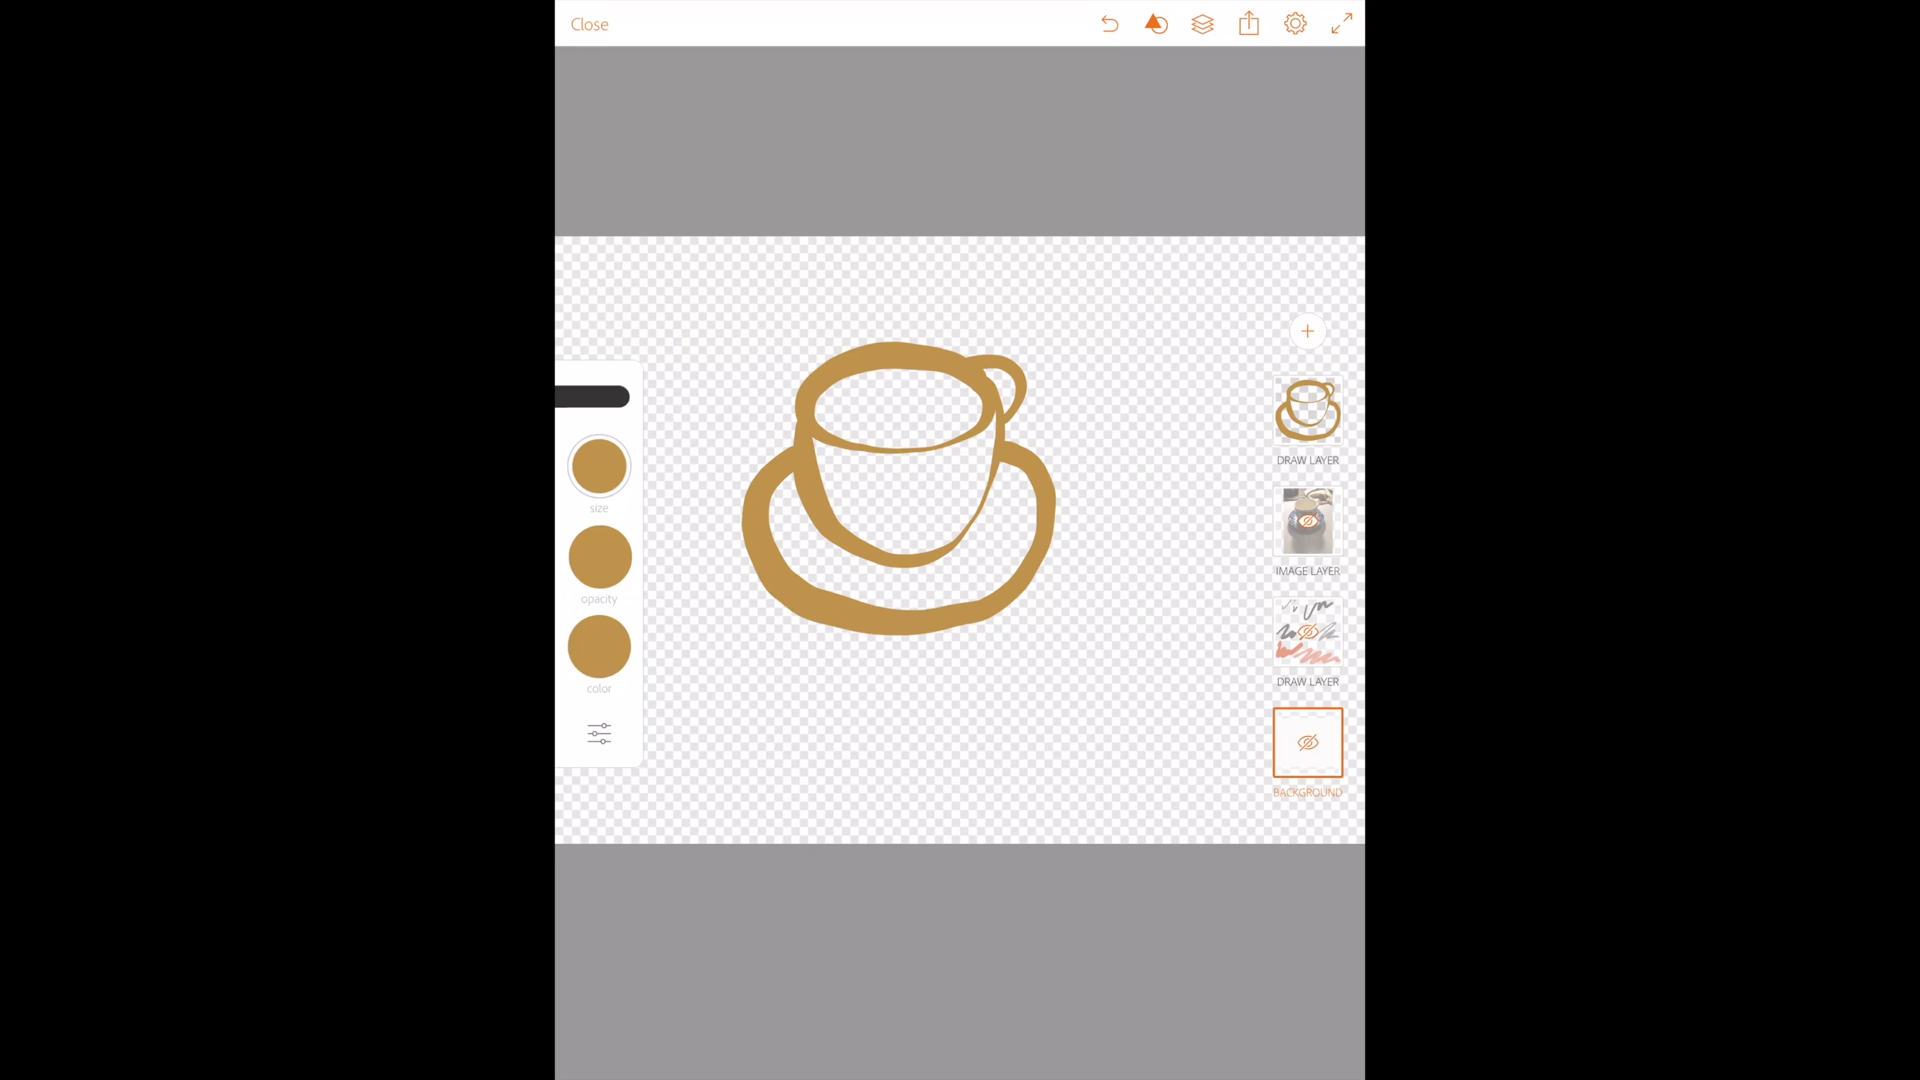 Close
size
opacity
color
DRAW LAYER
IMAGE LAYER
DRAW LAYER
BACKGROUND